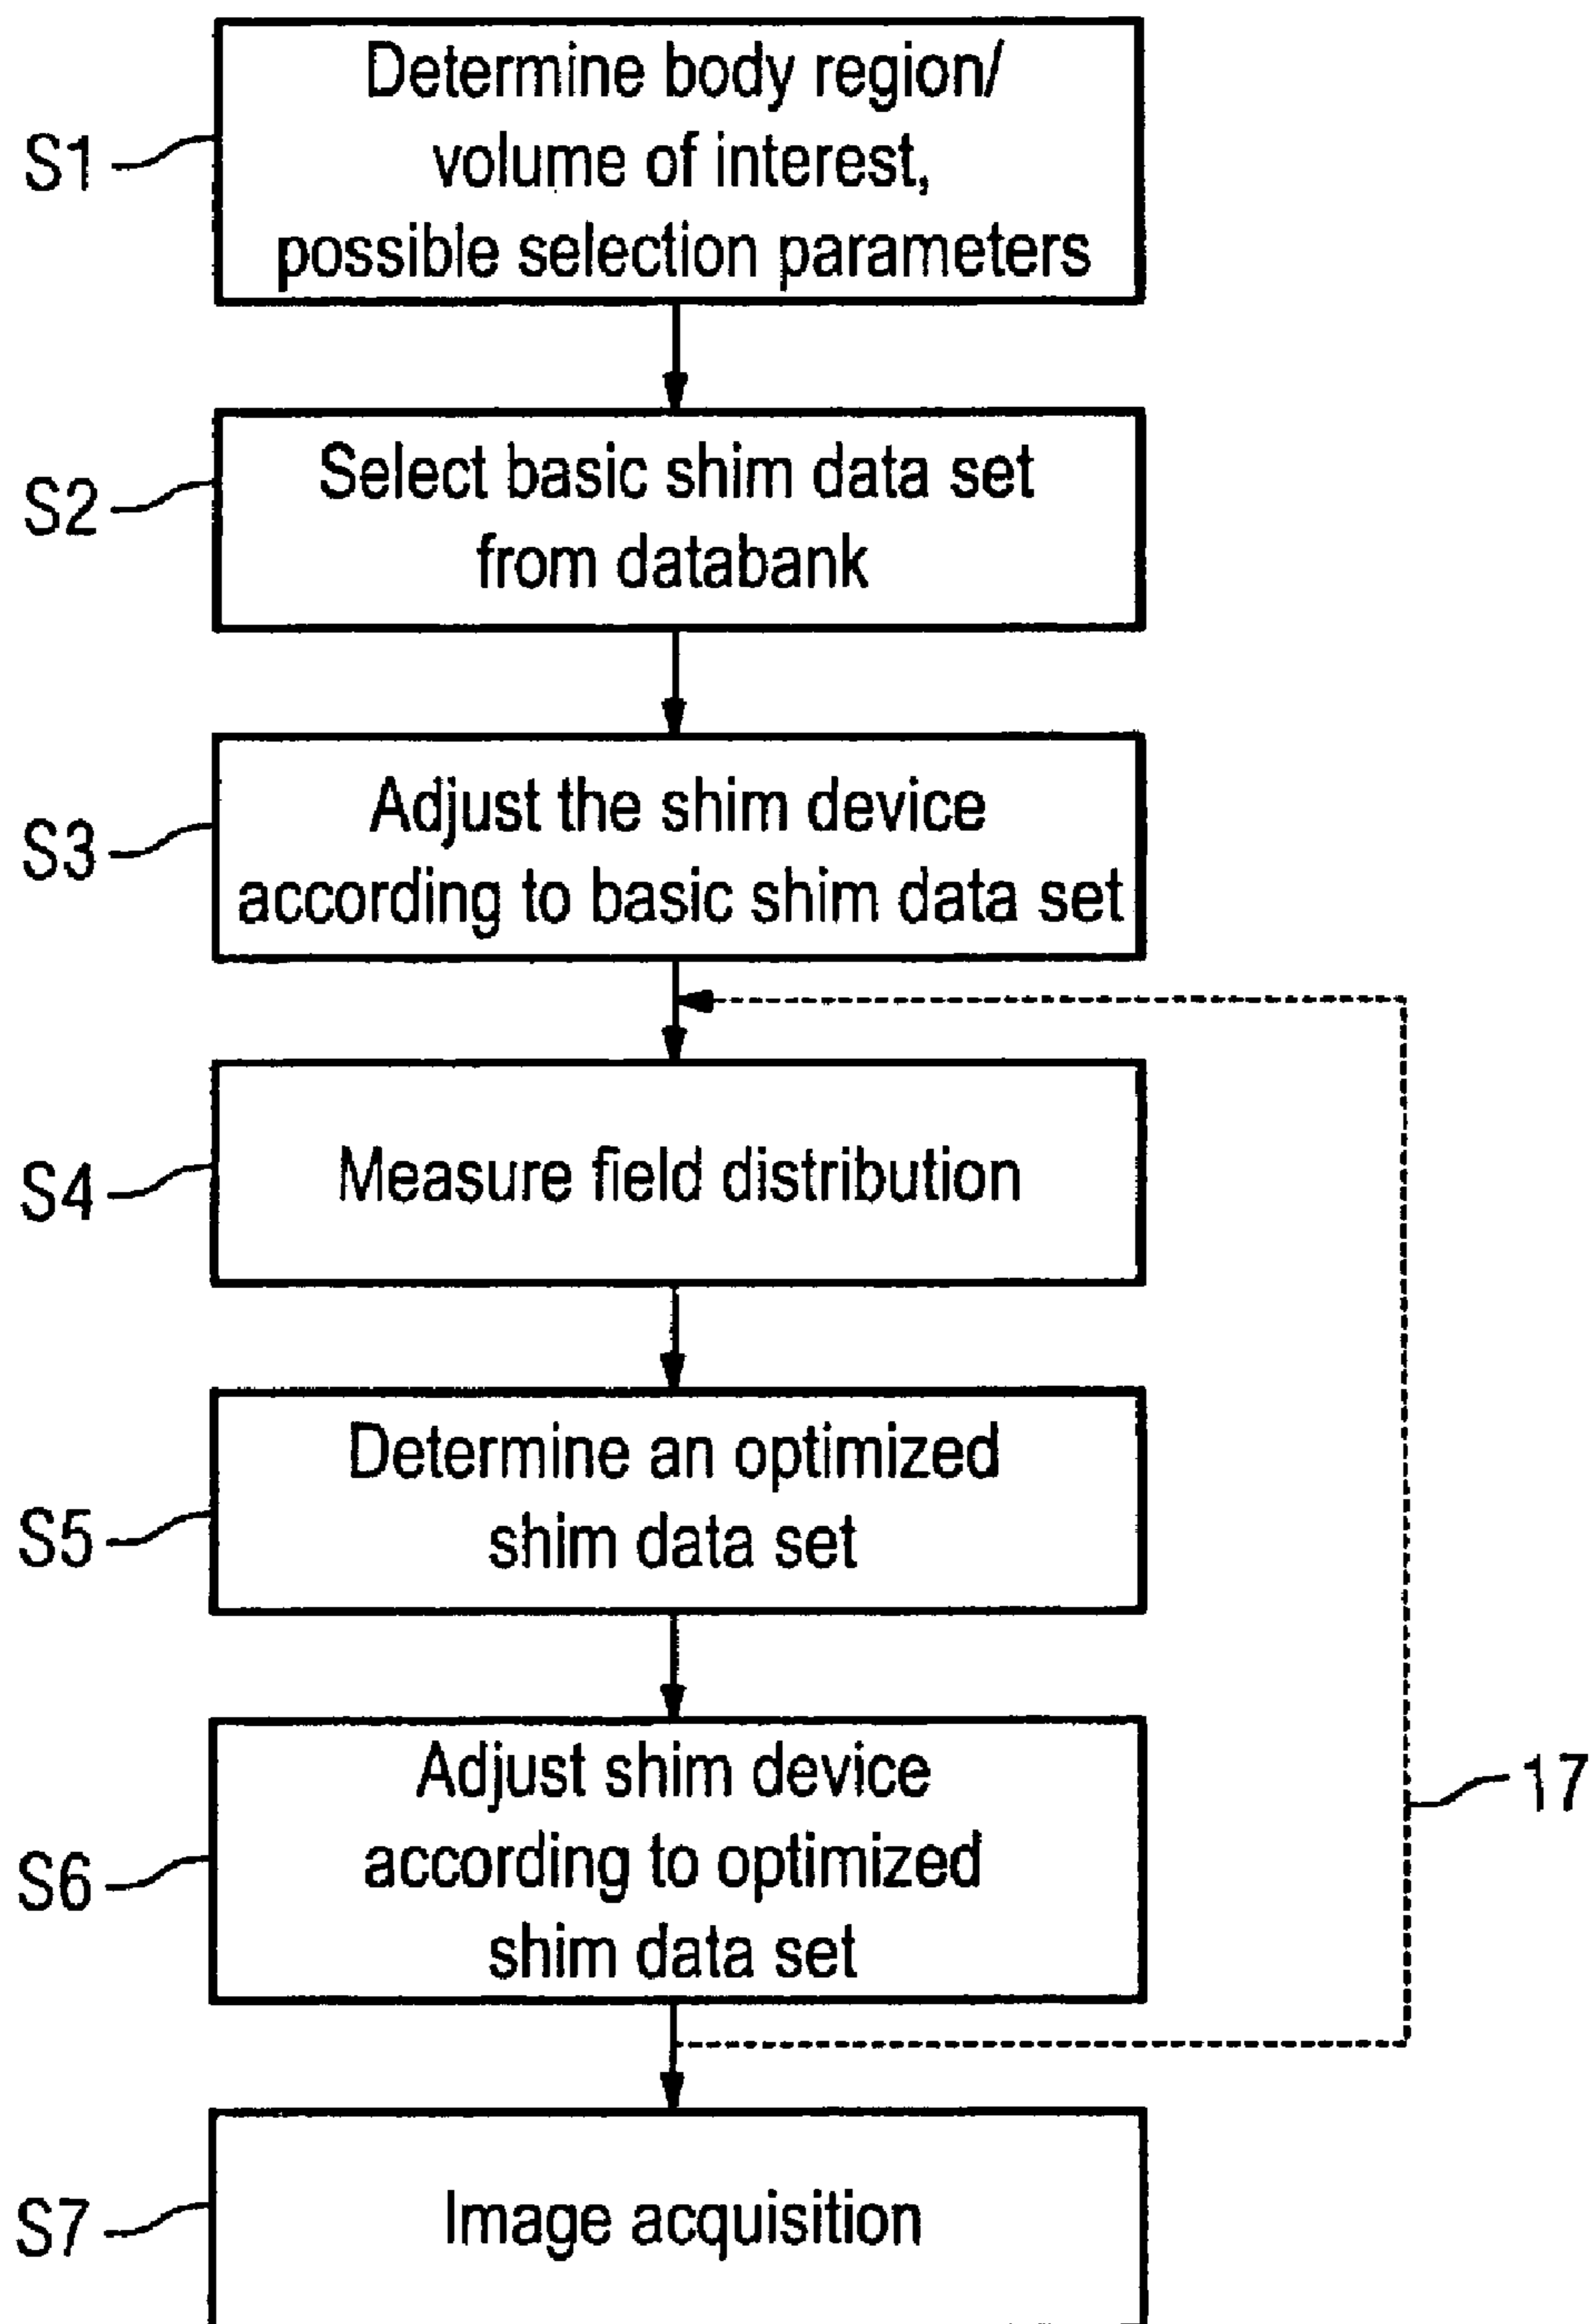 S1
Determine body region/
volume of interest,
possible selection parameters
S2
Select basic shim data set
from databank
S3
Adjust the shim device
according to basic shim data set
S4
Measure field distribution
S5
Determine an optimized
shim data set
S6
Adjust shim device
according to optimized
shim data set
17
S7
Image acquisition